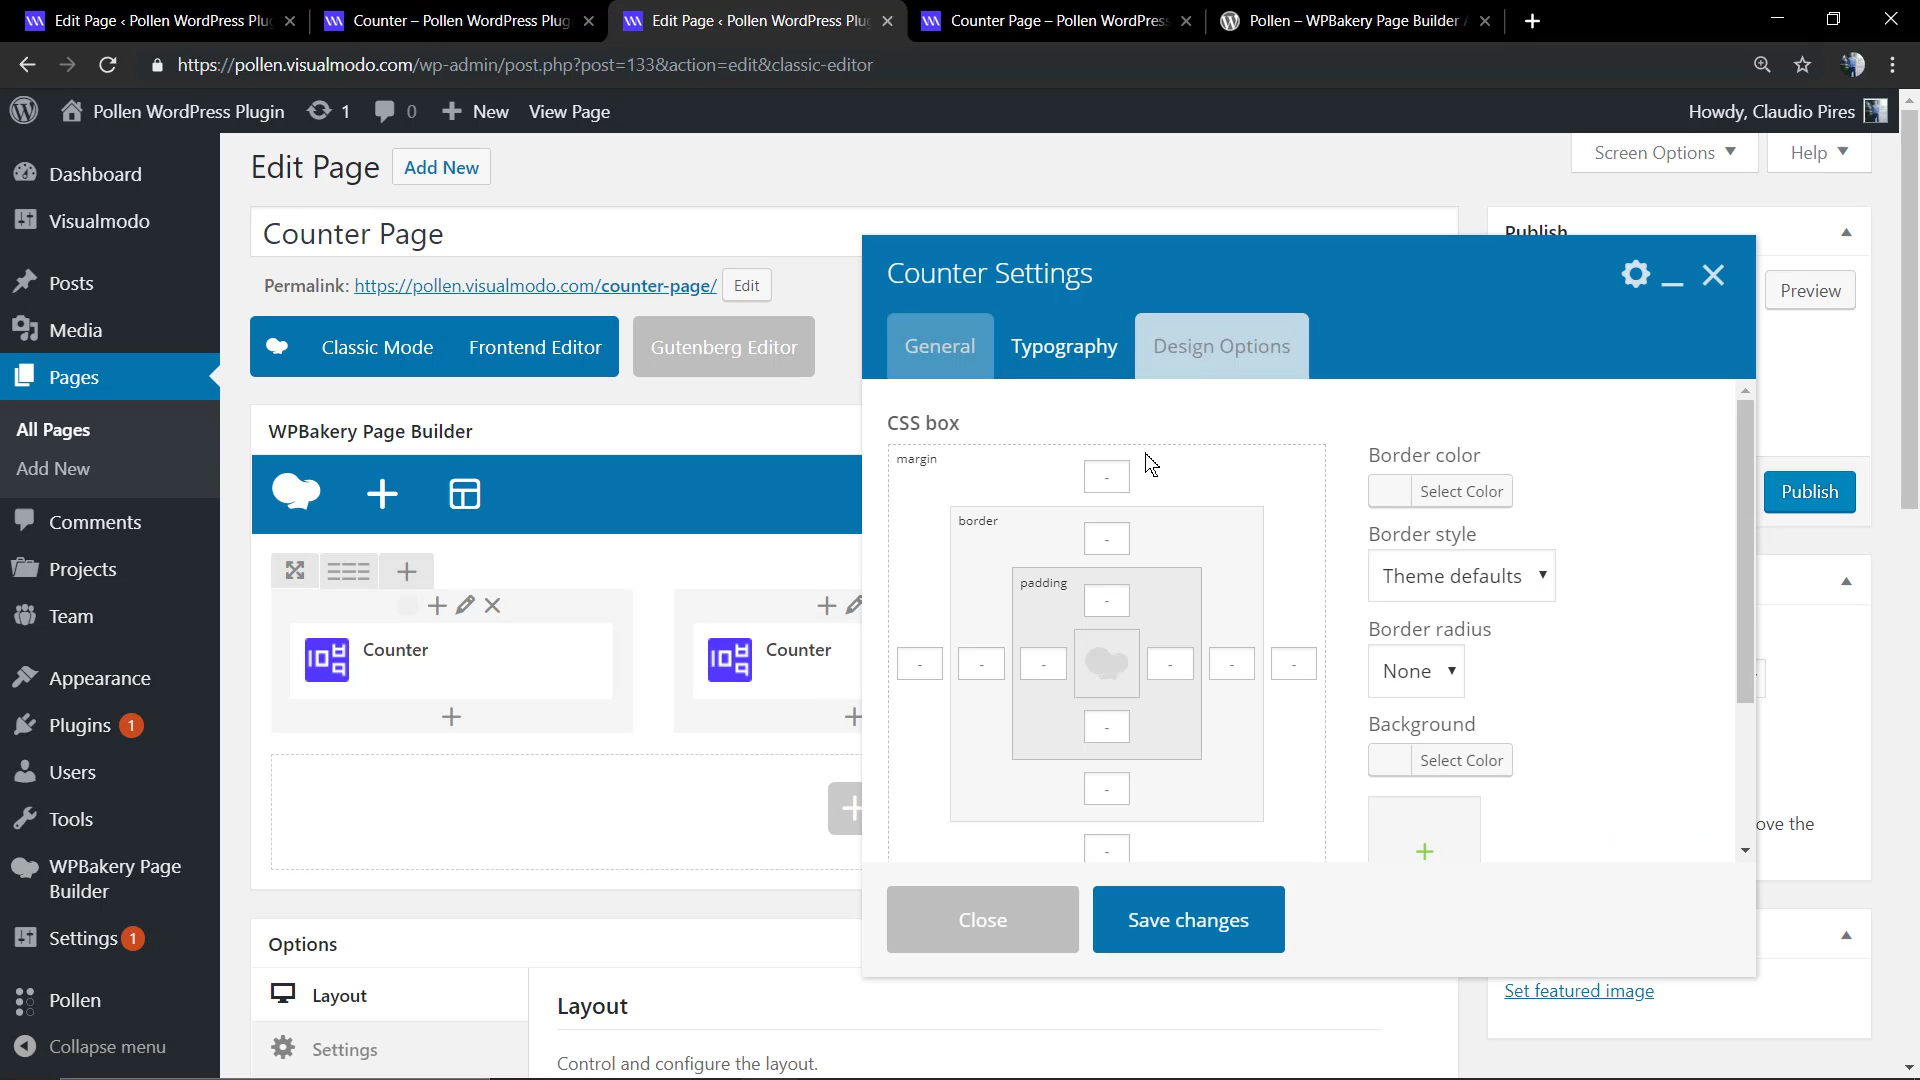 Edit Page ‹ Pollen WordPress Plug
Counter – Pollen WordPress Plug
Edit Page ‹ Pollen WordPress Plu
Counter Page – Pollen WordPres
Pollen – WPBakery Page Builder
https://pollen.visualmodo.com/wp-admin/post.php?post=133&action=edit&classic-editor
Pollen WordPress Plugin
1
0
New
View Page
Howdy, Claudio Pires
Dashboard
Visualmodo
Posts
Media
Pages
All Pages
Add New
Comments
Projects
Team
Appearance
Plugins 1
Users
Tools
WPBakery Page
Builder
Settings 1
Pollen
Collapse menu
Edit Page
Add New
Screen Options
Help
Counter Page
Permalink: https://pollen.visualmodo.com/counter-page/ Edit
Classic Mode
Frontend Editor
Gutenberg Editor
WPBakery Page Builder
Counter
Counter
Options
Layout
Settings
Layout
Control and configure the layout.
Counter Settings
General
Typography
Design Options
CSS box
margin
-
border
-
padding
-
- - - - - -
-
-
-
Border color
Select Color
Border style
Theme defaults
Border radius
None
Background
Select Color
Close
Save changes
Publish
Preview
Publish
ove the
Set featured image